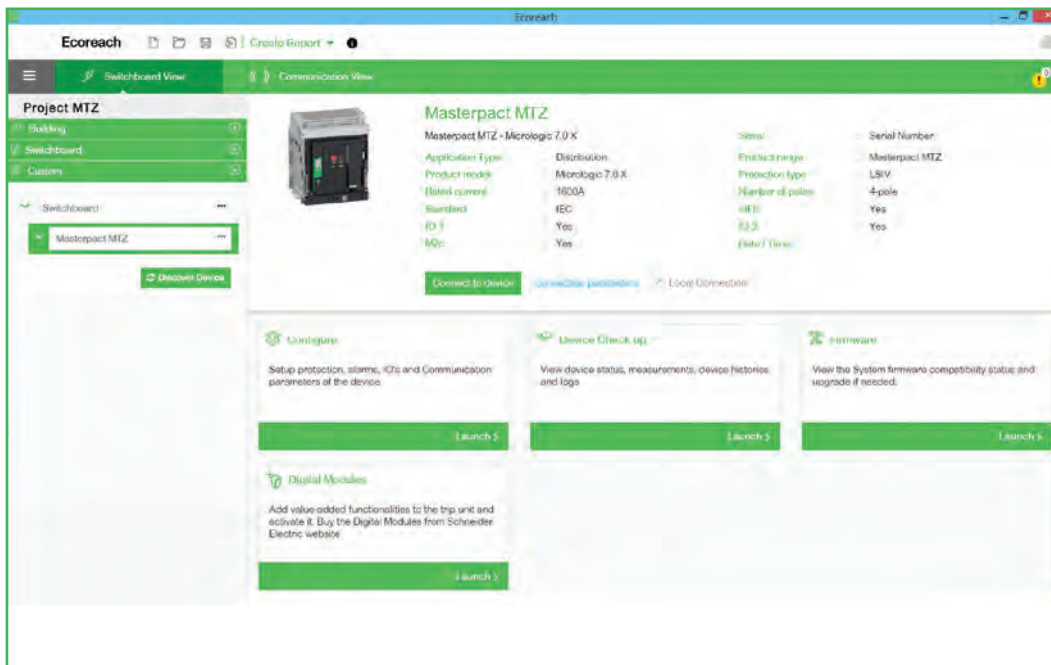 Ecoreach
Ecoreach
Create Report
Switchboard View
Communication View
0
Project MTZ
Building
Switchboard
Custom
Switchboard
Masterpact MTZ
Discover Device
Masterpact MTZ
Masterpact MTZ - Micrologic 7.0 X
Serial : Serial Number
Application Type : Distribution
Product range : Masterpact MTZ
Product model : Micrologic 7.0 X
Protection type : LSIV
Rated current : 1600A
Number of poles : 4-pole
Standard : IEC
: Yes
IO 1 : Yes
IO 2 : Yes
M2c : Yes
Date / Time :
Connect to device
Connection parameters
Local Connection
Configure
Setup protection, alarms, IO's and Communication
parameters of the device
Launch >
Device Check up
View device status, measurements, device histories
and logs
Launch >
Firmware
View the System firmware compatibility status and
upgrade if needed.
Launch >
Digital Modules
Add value-added functionalities to the trip unit and
activate it. Buy the Digital Modules from Schneider
Electric website
Launch >